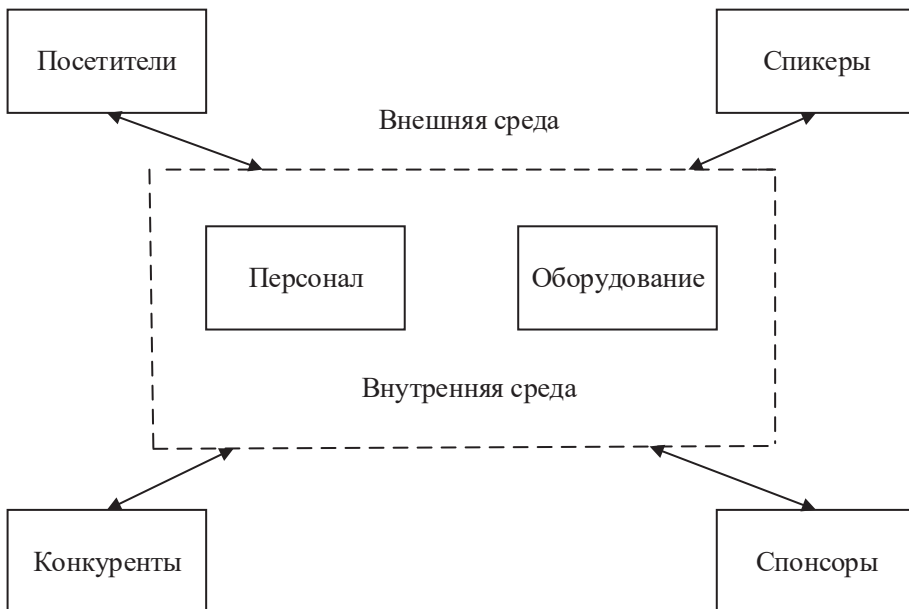 Посетители
Спикеры
Внешняя среда
Персонал
Оборудование
Внутренняя среда
Конкуренты
Спонсоры